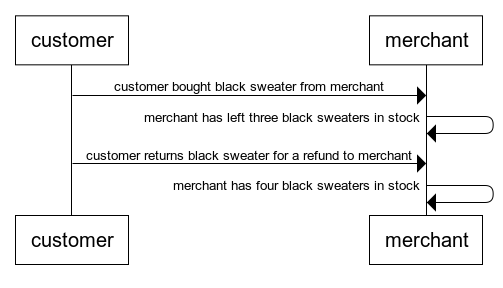 customer
merchant
customer bought black sweater from merchant
merchant has left three black sweaters in stock
customer returns black sweater for a refund to merchant
merchant has four black sweaters in stock
customer
merchant